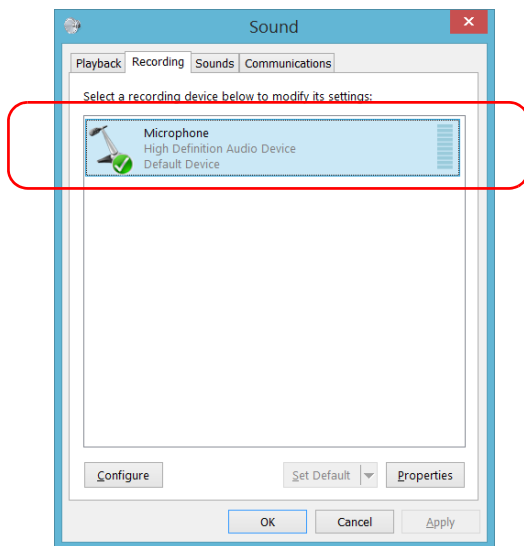 Sound
Playback Recording Sounds Communications
Select a recording device below to modify its settings:
Microphone
High Definition Audio Device
Default Device
Configure Set Default Properties
OK Cancel Apply